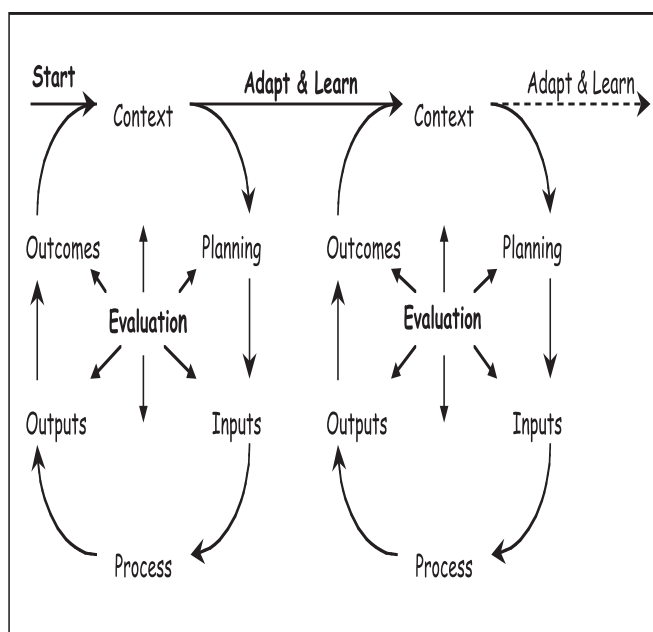 Start
Adapt & Learn
Adapt & Learn
Context
Context
Outcomes
Planning
Outcomes
Planning
Evaluation
Evaluation
Outputs
Inputs
Outputs
Inputs
Process
Process